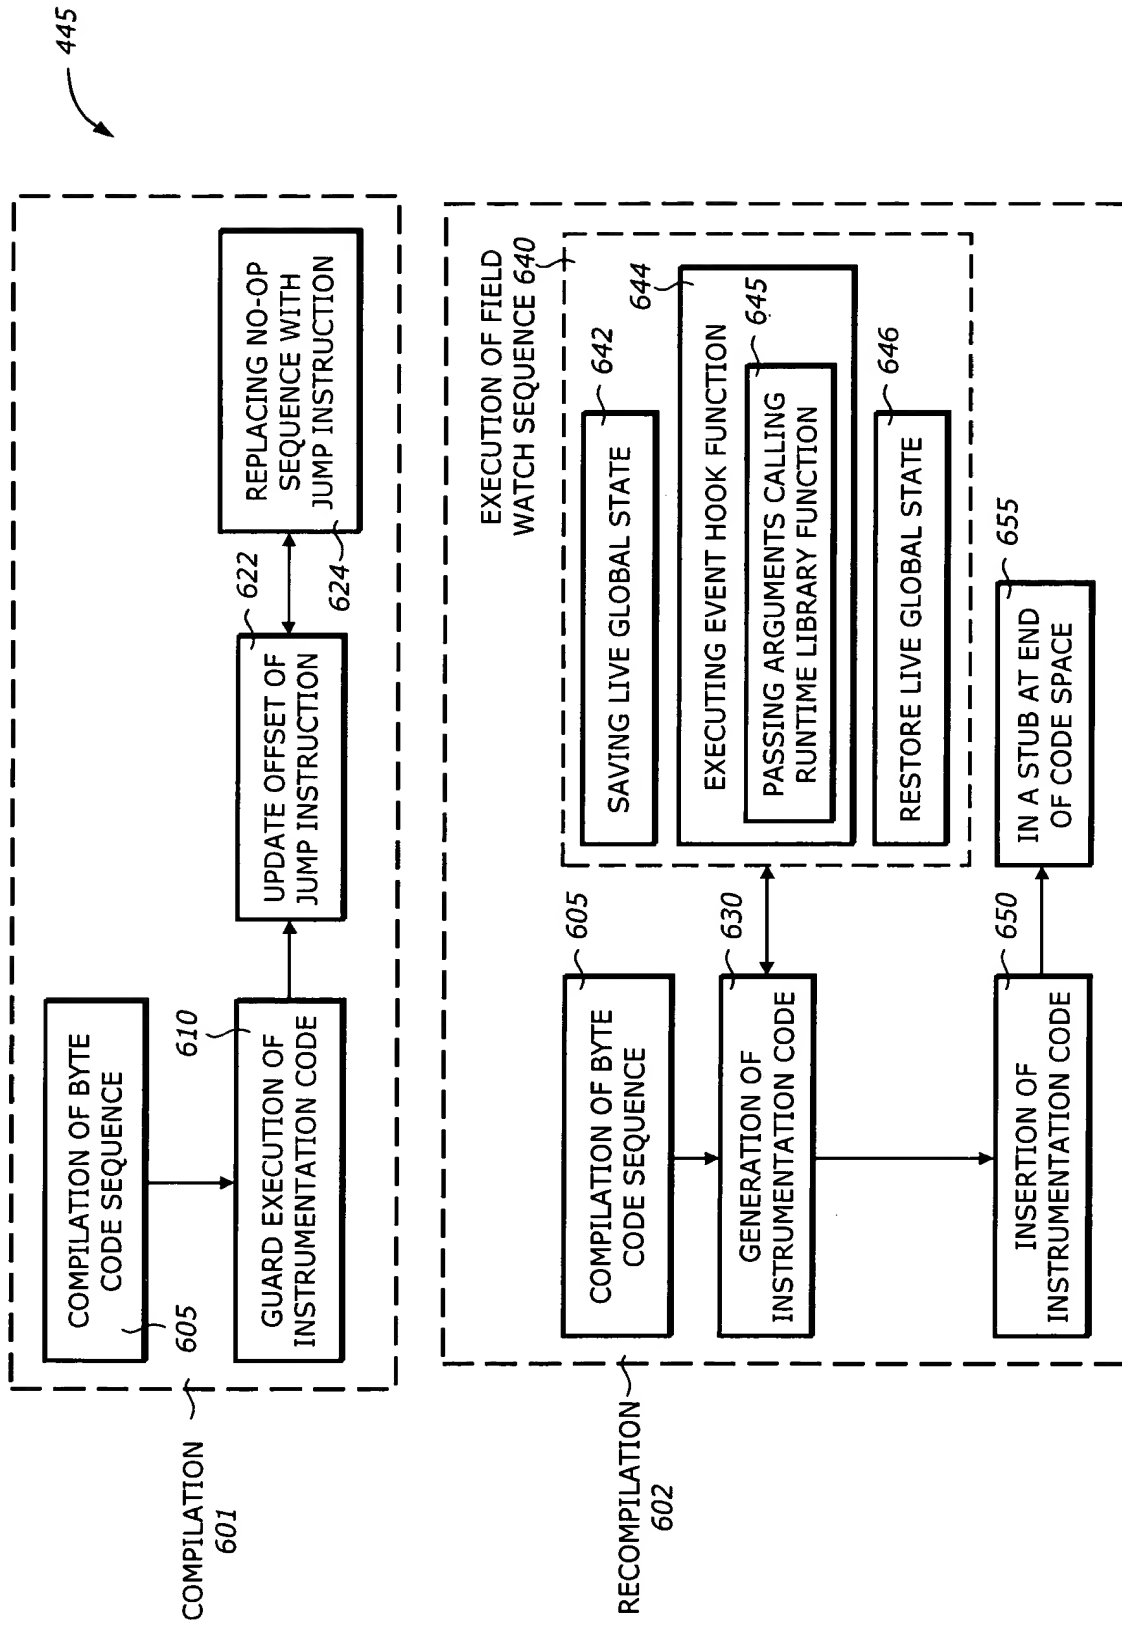 445
COMPILATION
601
COMPILATION OF BYTE
CODE SEQUENCE
605
GUARD EXECUTION OF
INSTRUMENTATION CODE
610
UPDATE OFFSET OF
JUMP INSTRUCTION
622
REPLACING NO-OP
SEQUENCE WITH
JUMP INSTRUCTION
624
RECOMPILATION
602
COMPILATION OF BYTE
CODE SEQUENCE
605
GENERATION OF
INSTRUMENTATION CODE
630
EXECUTION OF FIELD
WATCH SEQUENCE 640
SAVING LIVE GLOBAL STATE
642
EXECUTING EVENT HOOK FUNCTION
644
PASSING ARGUMENTS CALLING
RUNTIME LIBRARY FUNCTION
645
RESTORE LIVE GLOBAL STATE
646
INSERTION OF
INSTRUMENTATION CODE
650
IN A STUB AT END
OF CODE SPACE
655